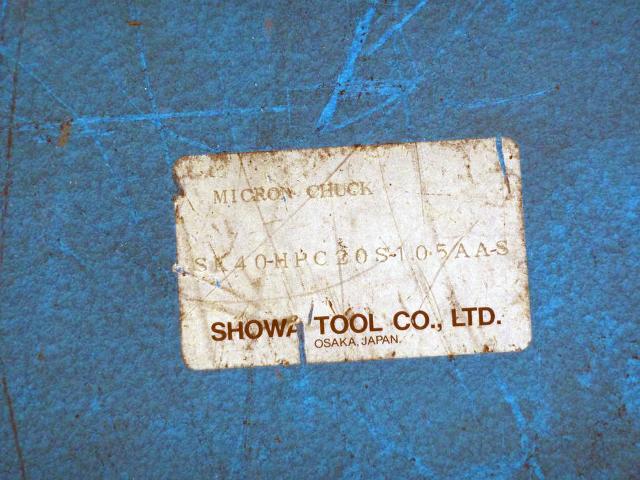 MICRON CHUCK
SK40-HPC20S-105AA-S
SHOWA TOOL CO., LTD.
OSAKA, JAPAN.